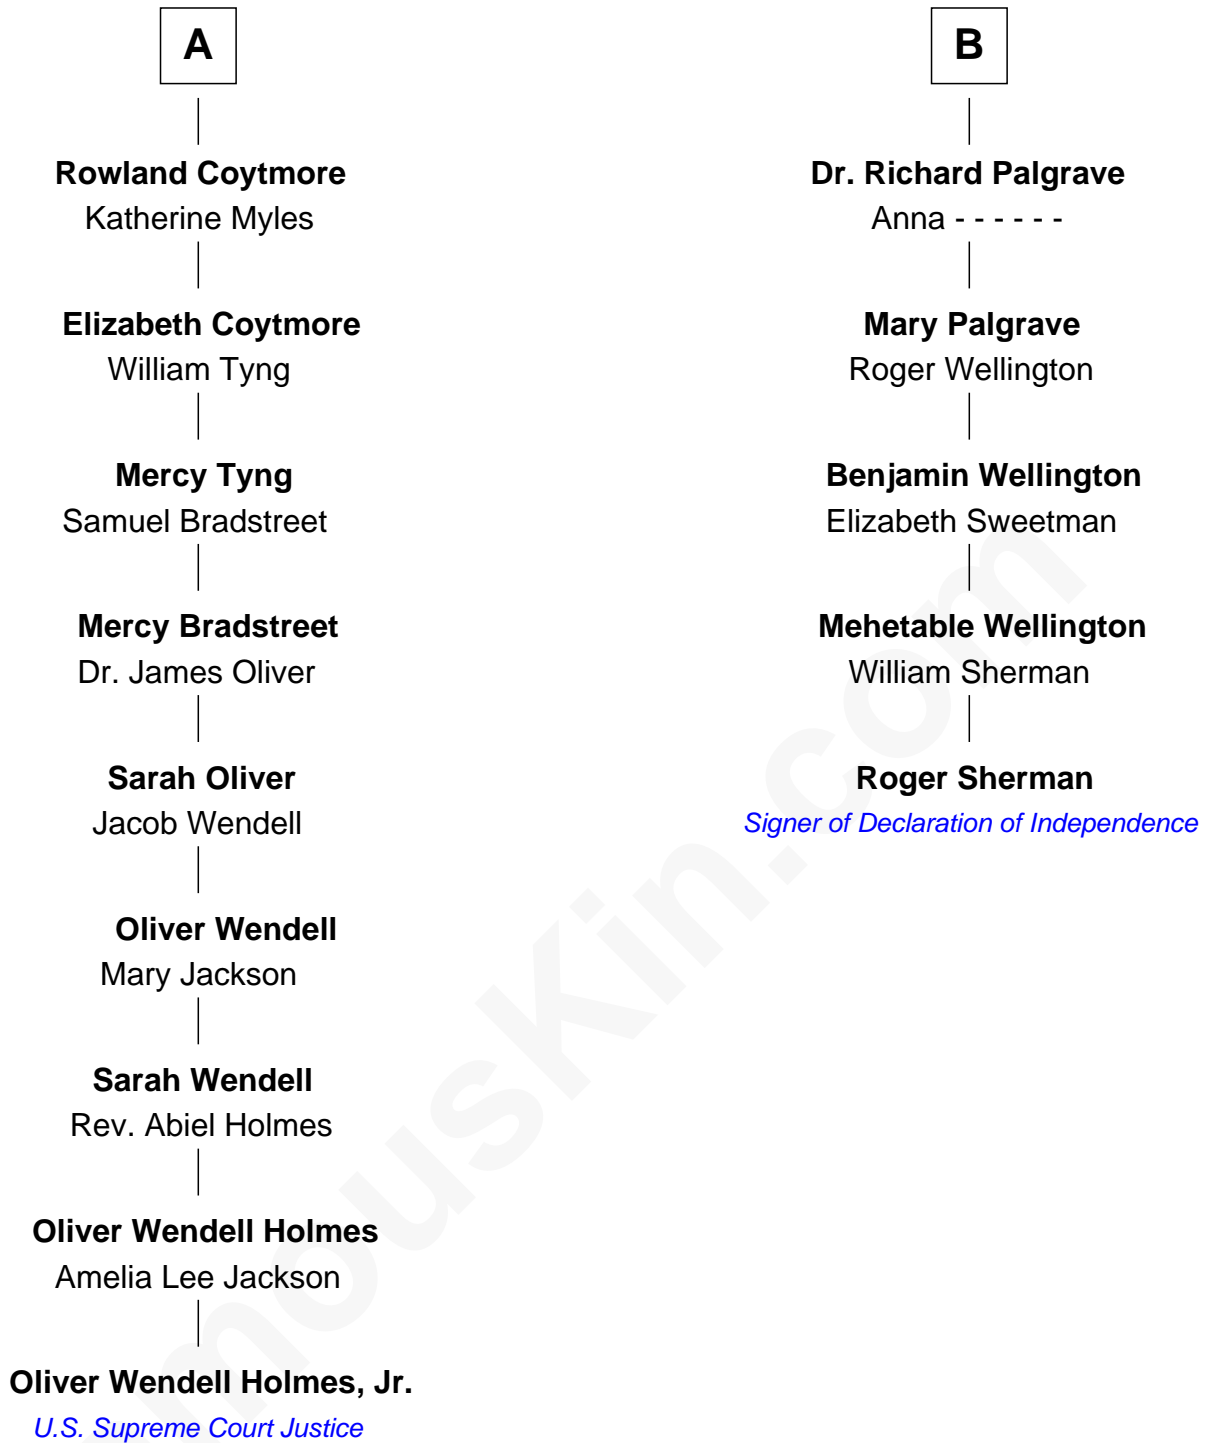 A
Rowland Coytmore
Katherine Myles
Elizabeth Coytmore
William Tyng
Mercy Tyng
Samuel Bradstreet
Mercy Bradstreet
Dr. James Oliver
Sarah Oliver
Jacob Wendell
Oliver Wendell
Mary Jackson
Sarah Wendell
Rev. Abiel Holmes
Oliver Wendell Holmes
Amelia Lee Jackson
Oliver Wendell Holmes, Jr.
U.S. Supreme Court Justice
B
Dr. Richard Palgrave
Anna - - - - - -
Mary Palgrave
Roger Wellington
Benjamin Wellington
Elizabeth Sweetman
Mehetable Wellington
William Sherman
Roger Sherman
Signer of Declaration of Independence
mousKin.com